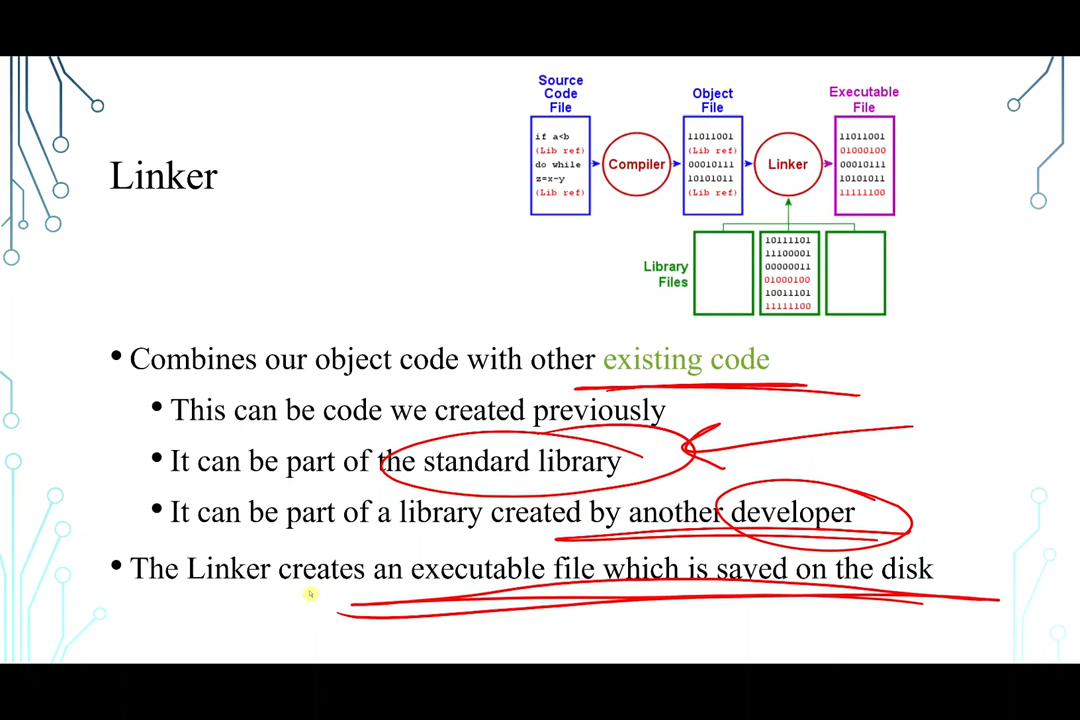 Source
Code
File
Object
File
Executable
File
if a<b
(Lib ref)
do while
z=x-y
(Lib ref)
Compiler
11011001
(Lib ref)
00010111
10101011
(Lib ref)
Linker
11011001
01000100
00010111
10101011
11111100
Linker
Library
Files
10111101
11100001
00000011
01000100
10011101
11111100
• Combines our object code with other existing code
• This can be code we created previously
• It can be part of the standard library
• It can be part of a library created by another developer
• The Linker creates an executable file which is saved on the disk